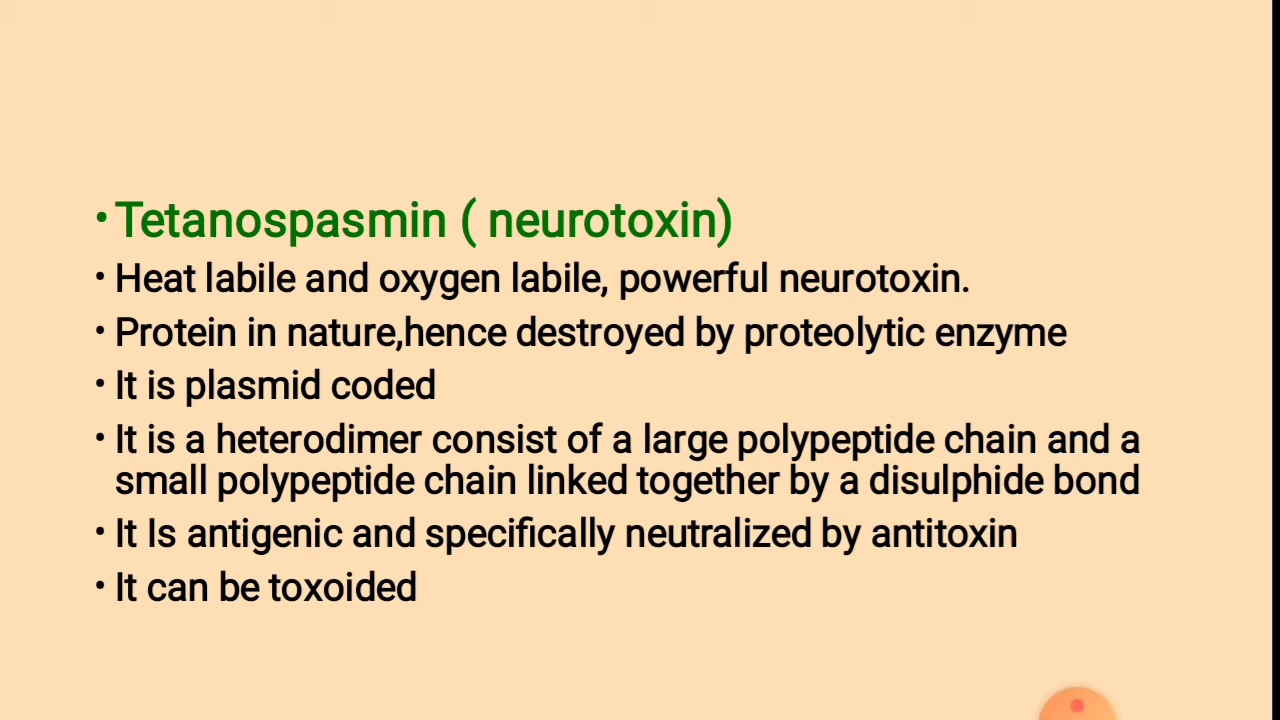 • Tetanospasmin ( neurotoxin)
• Heat labile and oxygen labile, powerful neurotoxin.
• Protein in nature,hence destroyed by proteolytic enzyme
• It is plasmid coded
• It is a heterodimer consist of a large polypeptide chain and a
small polypeptide chain linked together by a disulphide bond
• It Is antigenic and specifically neutralized by antitoxin
• It can be toxoided